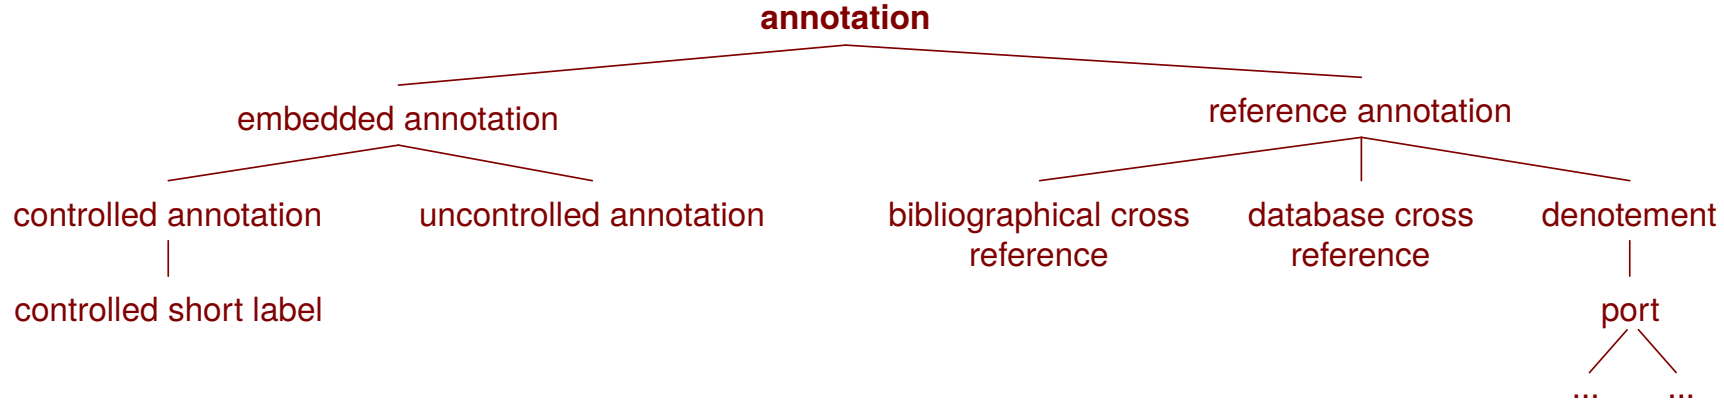 annotation
embedded annotation
reference annotation
controlled annotation
uncontrolled annotation
bibliographical cross
reference
database cross
reference
denotement
controlled short label
port
...
...